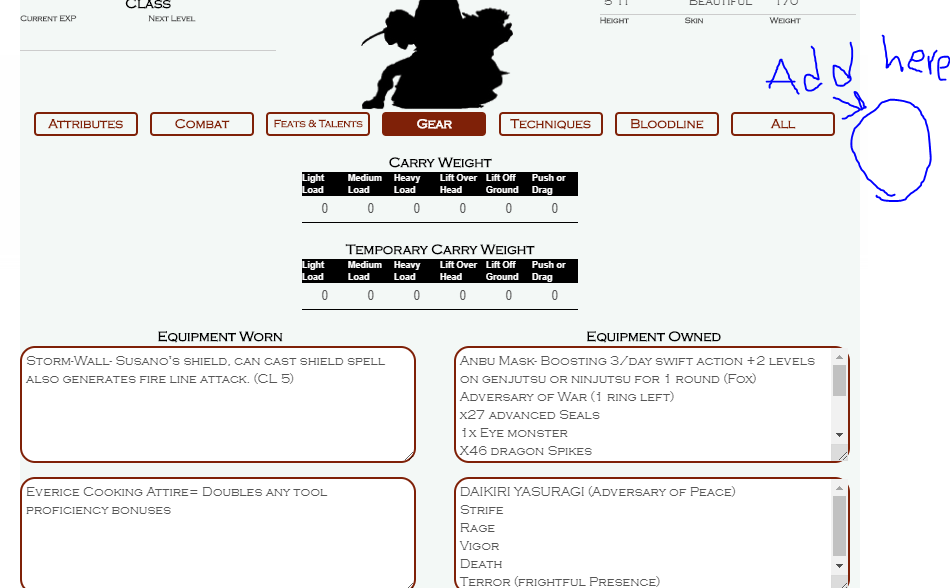 Class
5'11 Beautiful 170
Current EXP Next Level Height Skin Weight
Add here
Attributes Combat Feats & Talents Gear Techniques Bloodline All
Carry Weight
Light Load Medium Load Heavy Load Lift Over Head Lift Off Ground Push or Drag
0 0 0 0 0 0
Temporary Carry Weight
Light Load Medium Load Heavy Load Lift Over Head Lift Off Ground Push or Drag
0 0 0 0 0 0
Equipment Worn
Storm-Wall- Susano's shield, can cast shield spell
also generates fire line attack. (CL 5)
Everice Cooking Attire= Doubles any tool
proficiency bonuses
Equipment Owned
Anbu Mask- Boosting 3/day swift action +2 levels
on genjutsu or ninjutsu for 1 round (Fox)
Adversary of War (1 ring left)
x27 advanced Seals
1x Eye monster
X46 dragon Spikes
DAIKIRI YASURAGI (Adversary of Peace)
Strife
Rage
Vigor
Death
Terror (frightful Presence)